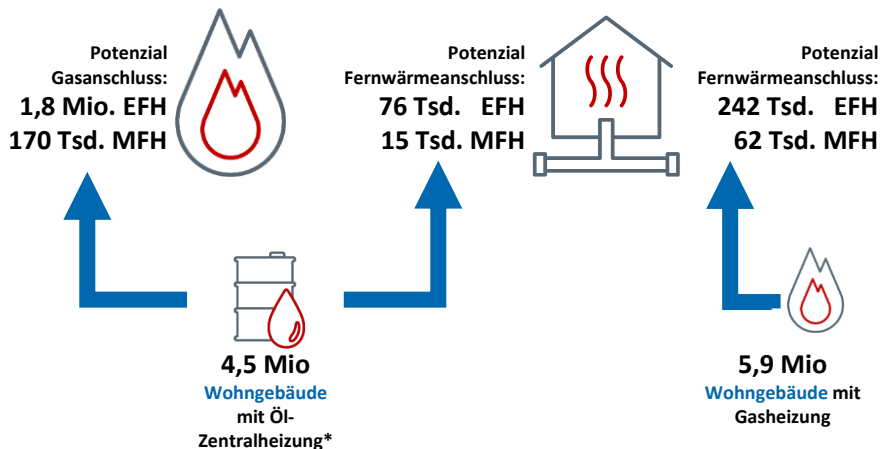 Potenzial
Gasanschluss:
1,8 Mio. EFH
170 Tsd. MFH
Potenzial
Fernwärmeanschluss:
76 Tsd. EFH
15 Tsd. MFH
Potenzial
Fernwärmeanschluss:
242 Tsd. EFH
62 Tsd. MFH
4,5 Mio
Wohngebäude
mit Öl-
Zentralheizung*
5,9 Mio
Wohngebäude mit
Gasheizung